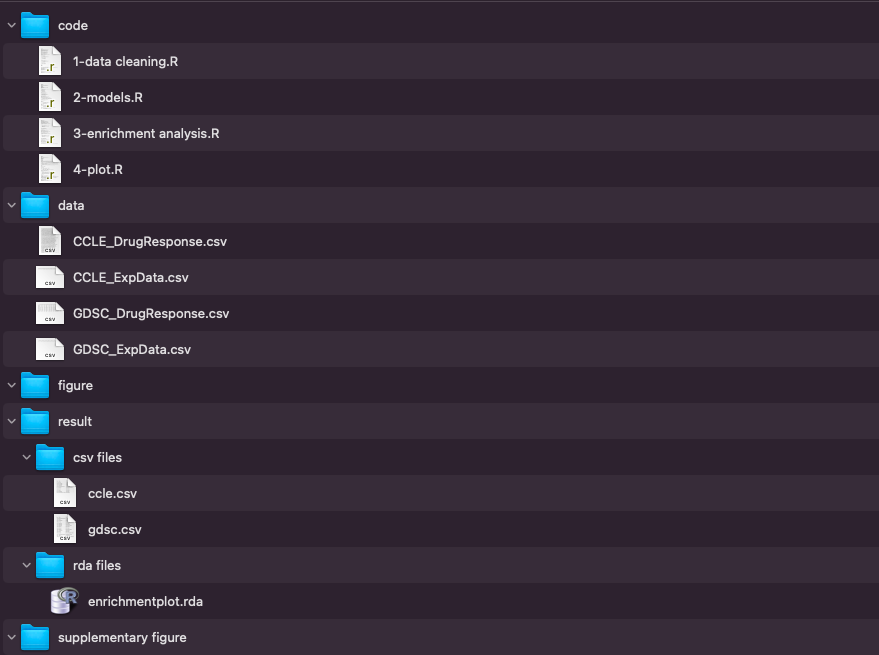 code
1-data cleaning.R
2-models.R
3-enrichment analysis.R
4-plot.R
data
CCLE_DrugResponse.csv
CCLE_ExpData.csv
GDSC_DrugResponse.csv
GDSC_ExpData.csv
figure
result
csv files
ccle.csv
gdsc.csv
rda files
enrichmentplot.rda
supplementary figure